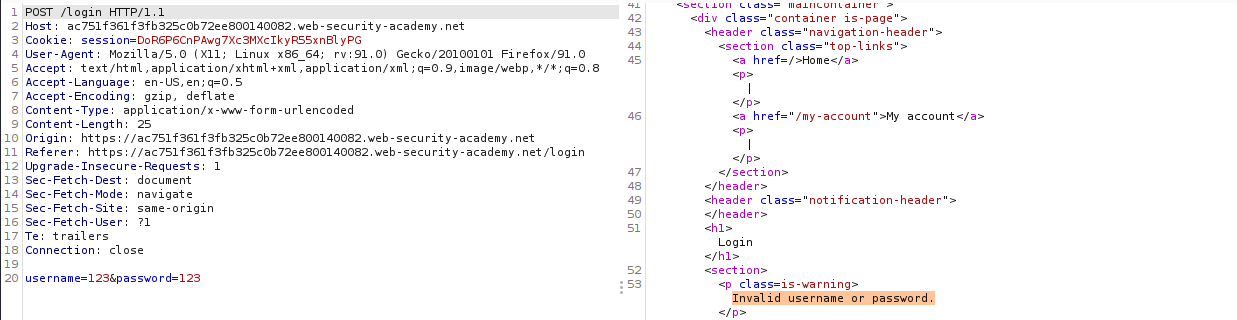 1 POST /login HTTP/1.1
2 Host: ac751f361f3fb325c0b72ee800140082.web-security-academy.net
3 Cookie: session=DoR6P6CnPAwg7Xc3MXcIkyR55xnBlyPG
4 User-Agent: Mozilla/5.0 (X11; Linux x86_64; rv:91.0) Gecko/20100101 Firefox/91.0
5 Accept: text/html,application/xhtml+xml,application/xml;q=0.9,image/webp,*/*;q=0.8
6 Accept-Language: en-US,en;q=0.5
7 Accept-Encoding: gzip, deflate
8 Content-Type: application/x-www-form-urlencoded
9 Content-Length: 25
10 Origin: https://ac751f361f3fb325c0b72ee800140082.web-security-academy.net
11 Referer: https://ac751f361f3fb325c0b72ee800140082.web-security-academy.net/login
12 Upgrade-Insecure-Requests: 1
13 Sec-Fetch-Dest: document
14 Sec-Fetch-Mode: navigate
15 Sec-Fetch-Site: same-origin
16 Sec-Fetch-User: ?1
17 Te: trailers
18 Connection: close
19
20 username=123&password=123
41 <section class="maincontainer">
42 <div class="container is-page">
43 <header class="navigation-header">
44 <section class="top-links">
45 <a href=/>Home</a>
<p>
|
</p>
46 <a href="/my-account">My account</a>
<p>
|
</p>
47 </section>
48 </header>
49 <header class="notification-header">
50 </header>
51 <h1>
Login
</h1>
52 <section>
53 <p class=is-warning>
Invalid username or password.
</p>